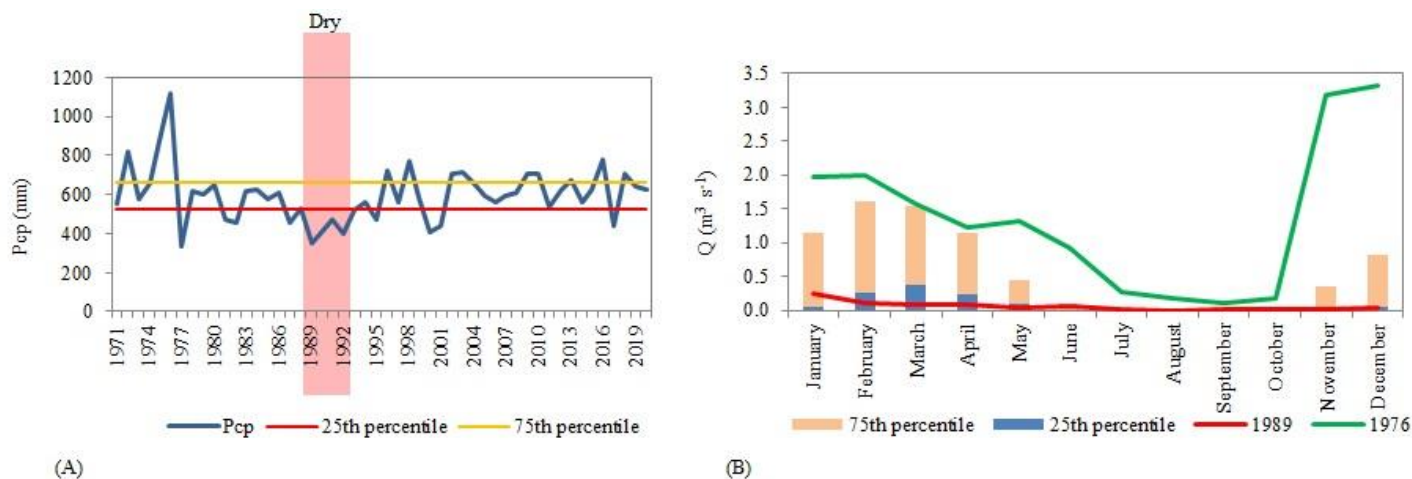 Dry
1200
1000
800
600
400
200
0
Pcp (mm)
1971
1974
1977
1980
1983
1986
1989
1992
1995
1998
2001
2004
2007
2010
2013
2016
2019
Pcp 25th percentile 75th percentile
(A)
3.5
3.0
2.5
2.0
1.5
1.0
0.5
0.0
Q (m³ s⁻¹)
January
February
March
April
May
June
July
August
September
October
November
December
75th percentile 25th percentile 1989 1976
(B)